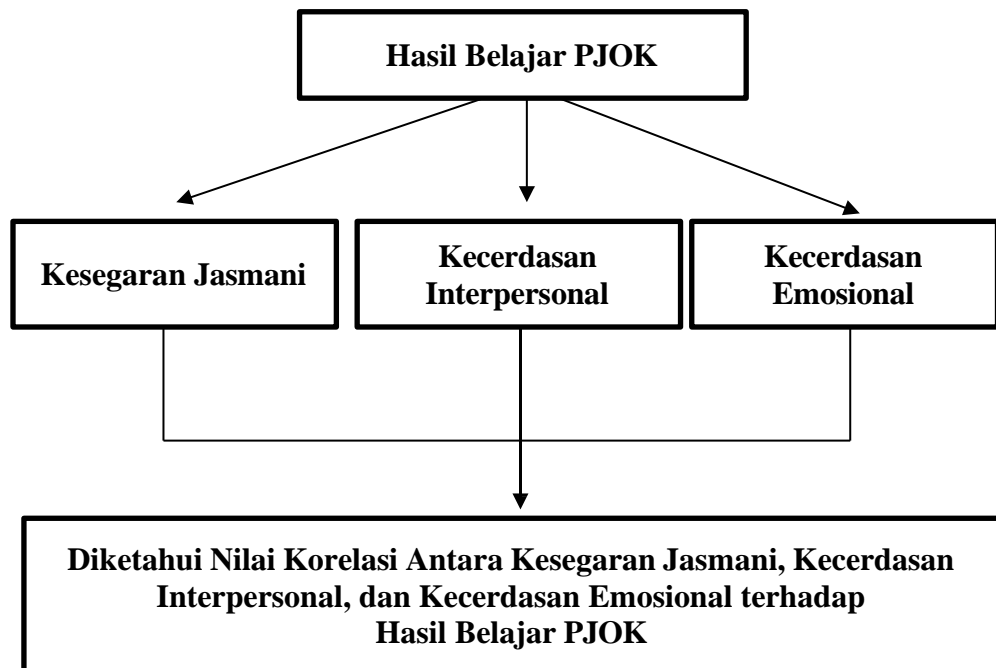 Hasil Belajar PJOK
Kesegaran Jasmani
Kecerdasan
Interpersonal
Kecerdasan
Emosional
Diketahui Nilai Korelasi Antara Kesegaran Jasmani, Kecerdasan
Interpersonal, dan Kecerdasan Emosional terhadap
Hasil Belajar PJOK